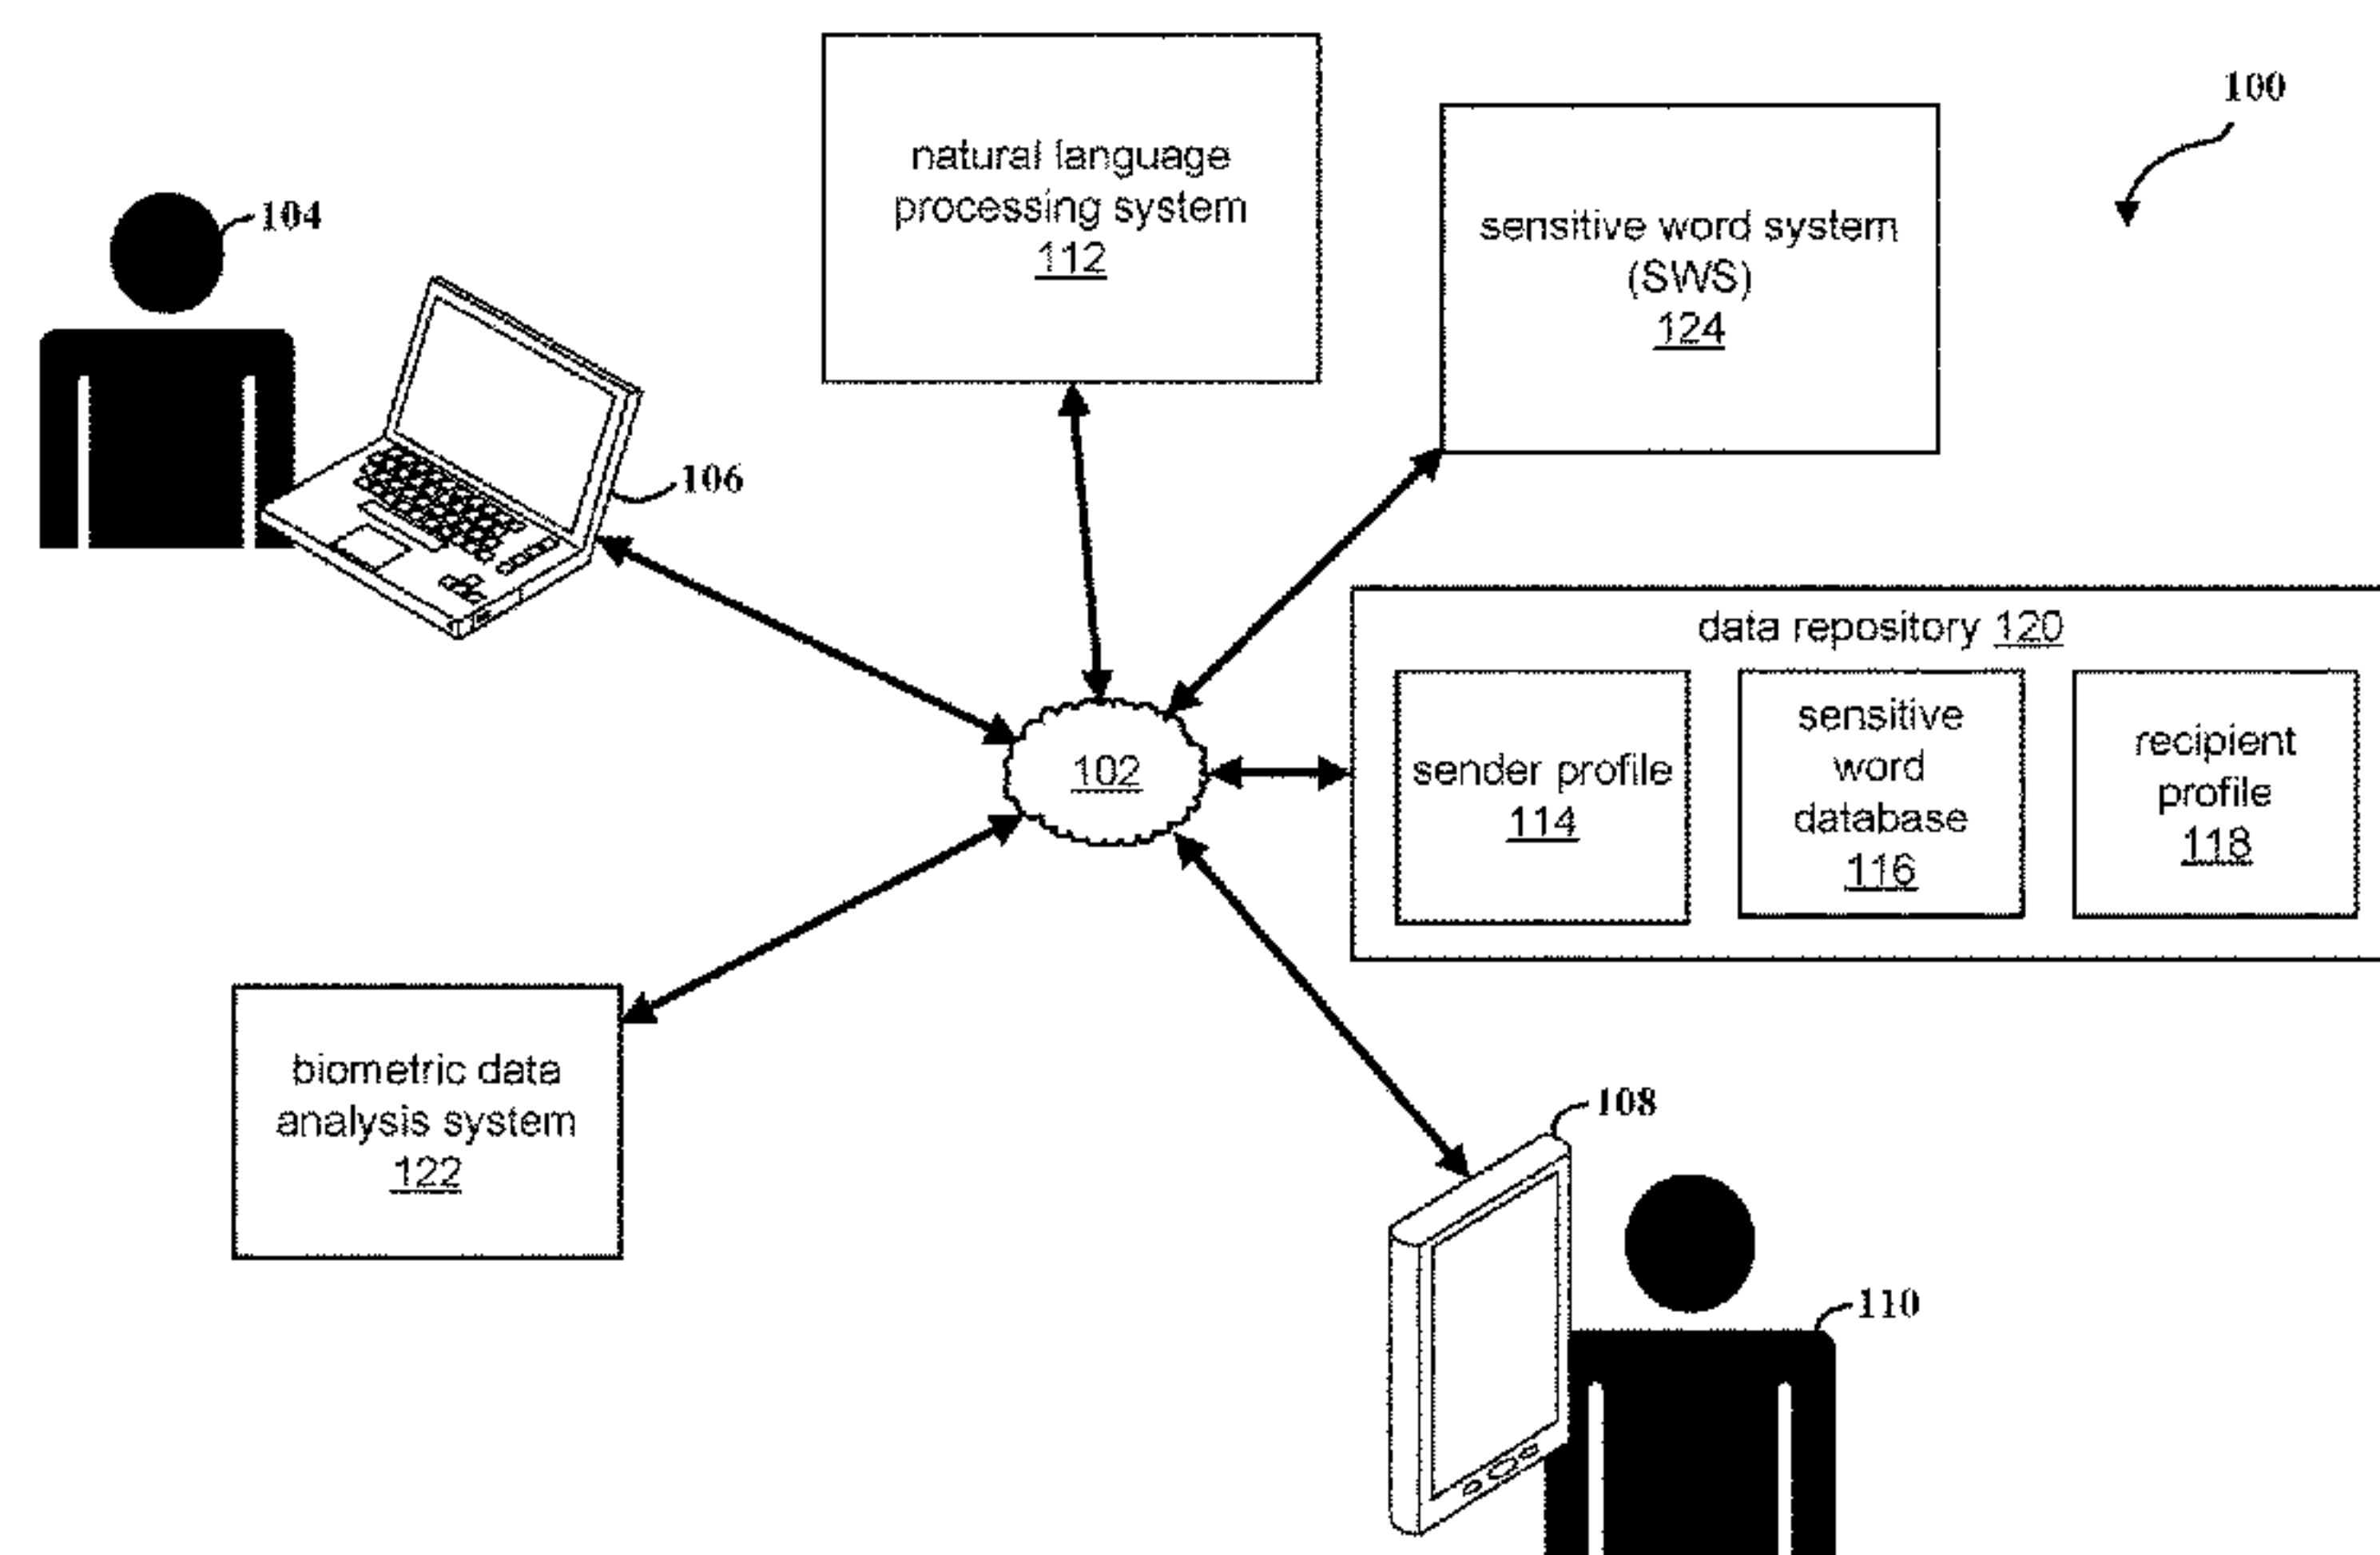 100
natural language
processing system
112
sensitive word system
(SWS)
124
104
106
data repository 120
sender profile
114
sensitive
word
database
116
recipient
profile
118
102
biometric data
analysis system
122
108
110